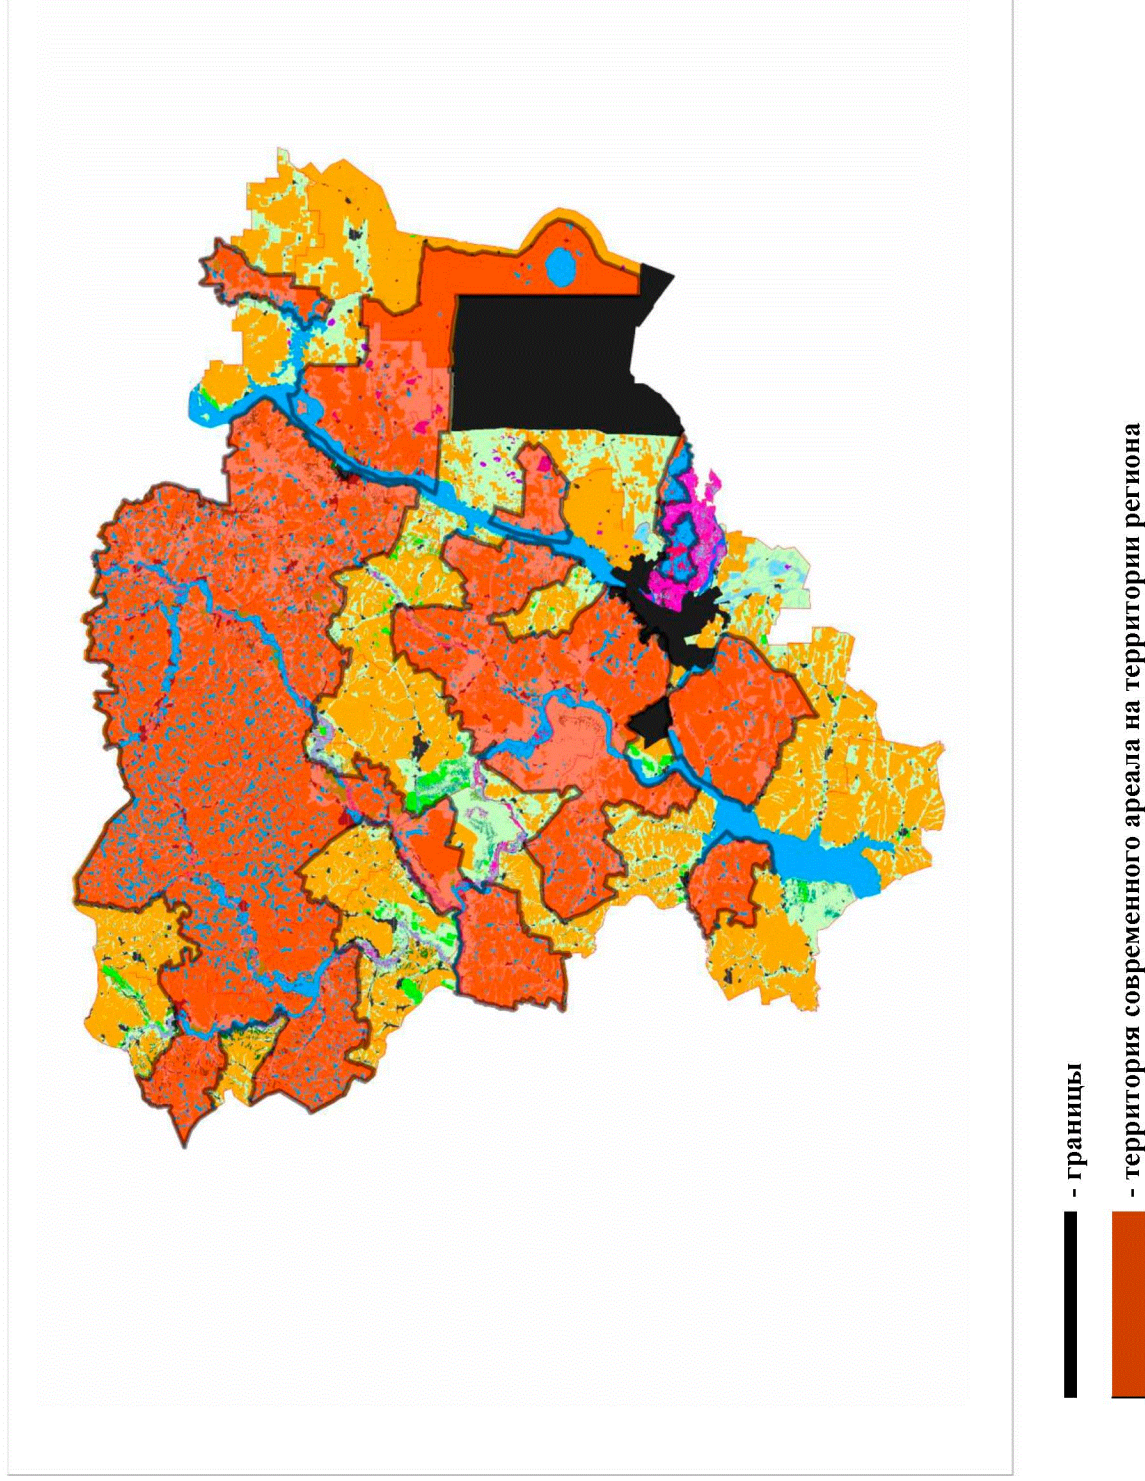 - границы
- территория современного ареала на территории региона